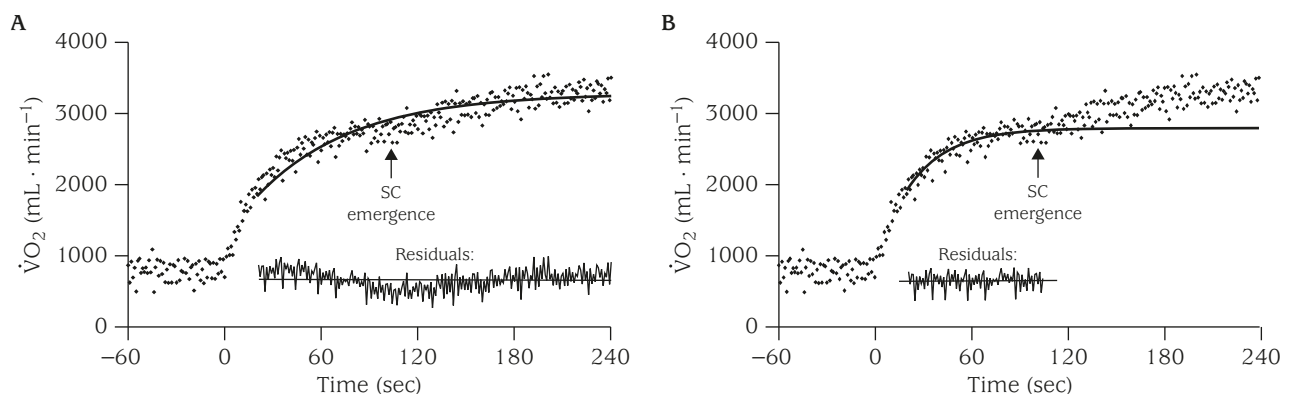 A
4000
3000
2000
1000
0
V̇O₂ (mL · min⁻¹)
SC
emergence
Residuals:
−60 0 60 120 180 240
Time (sec)
B
4000
3000
2000
1000
0
V̇O₂ (mL · min⁻¹)
SC
emergence
Residuals:
−60 0 60 120 180 240
Time (sec)